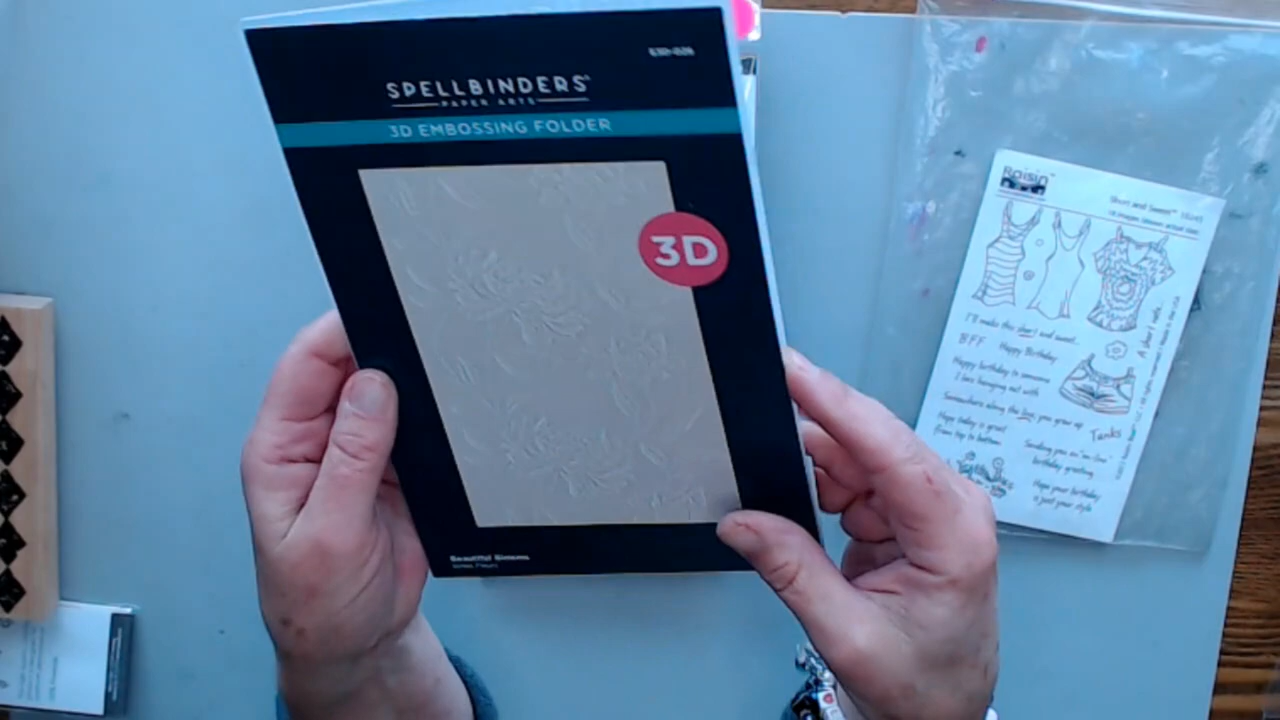 SPELLBINDERS
PAPER ARTS
3D EMBOSSING FOLDER
3D
Beautiful Blooms
Raisin
Short and Sweet™
I'll make this short and sweet.
BFF
Happy Birthday
A short note
Happy birthday to someone
I love hanging out with
Somewhere along the line, you grew up
Tanks
Hope today is great
from top to bottom
Sending you an "on-line"
birthday greeting
Hope your birthday
is just your style